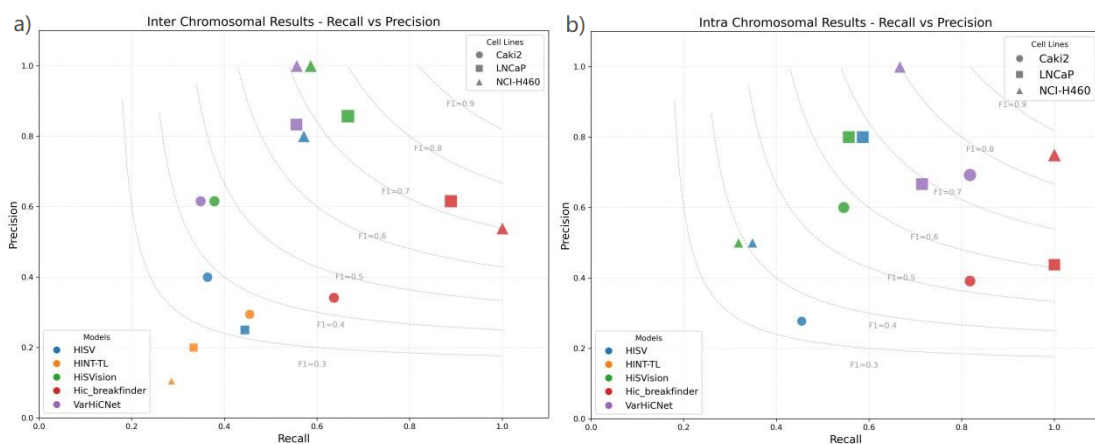 a)
Inter Chromosomal Results - Recall vs Precision
Cell Lines
Caki2
LNCaP
NCI-H460
F1=0.9
F1=0.8
F1=0.7
F1=0.6
F1=0.5
F1=0.4
F1=0.3
Models
HISV
HINT-TL
HiSVision
Hic_breakfinder
VarHiCNet
Precision
1.0
0.8
0.6
0.4
0.2
0.0
0.0 0.2 0.4 0.6 0.8 1.0
Recall
b)
Intra Chromosomal Results - Recall vs Precision
Cell Lines
Caki2
LNCaP
NCI-H460
F1=0.9
F1=0.8
F1=0.7
F1=0.6
F1=0.5
F1=0.4
F1=0.3
Models
HISV
HINT-TL
HiSVision
Hic_breakfinder
VarHiCNet
Precision
1.0
0.8
0.6
0.4
0.2
0.0
0.0 0.2 0.4 0.6 0.8 1.0
Recall